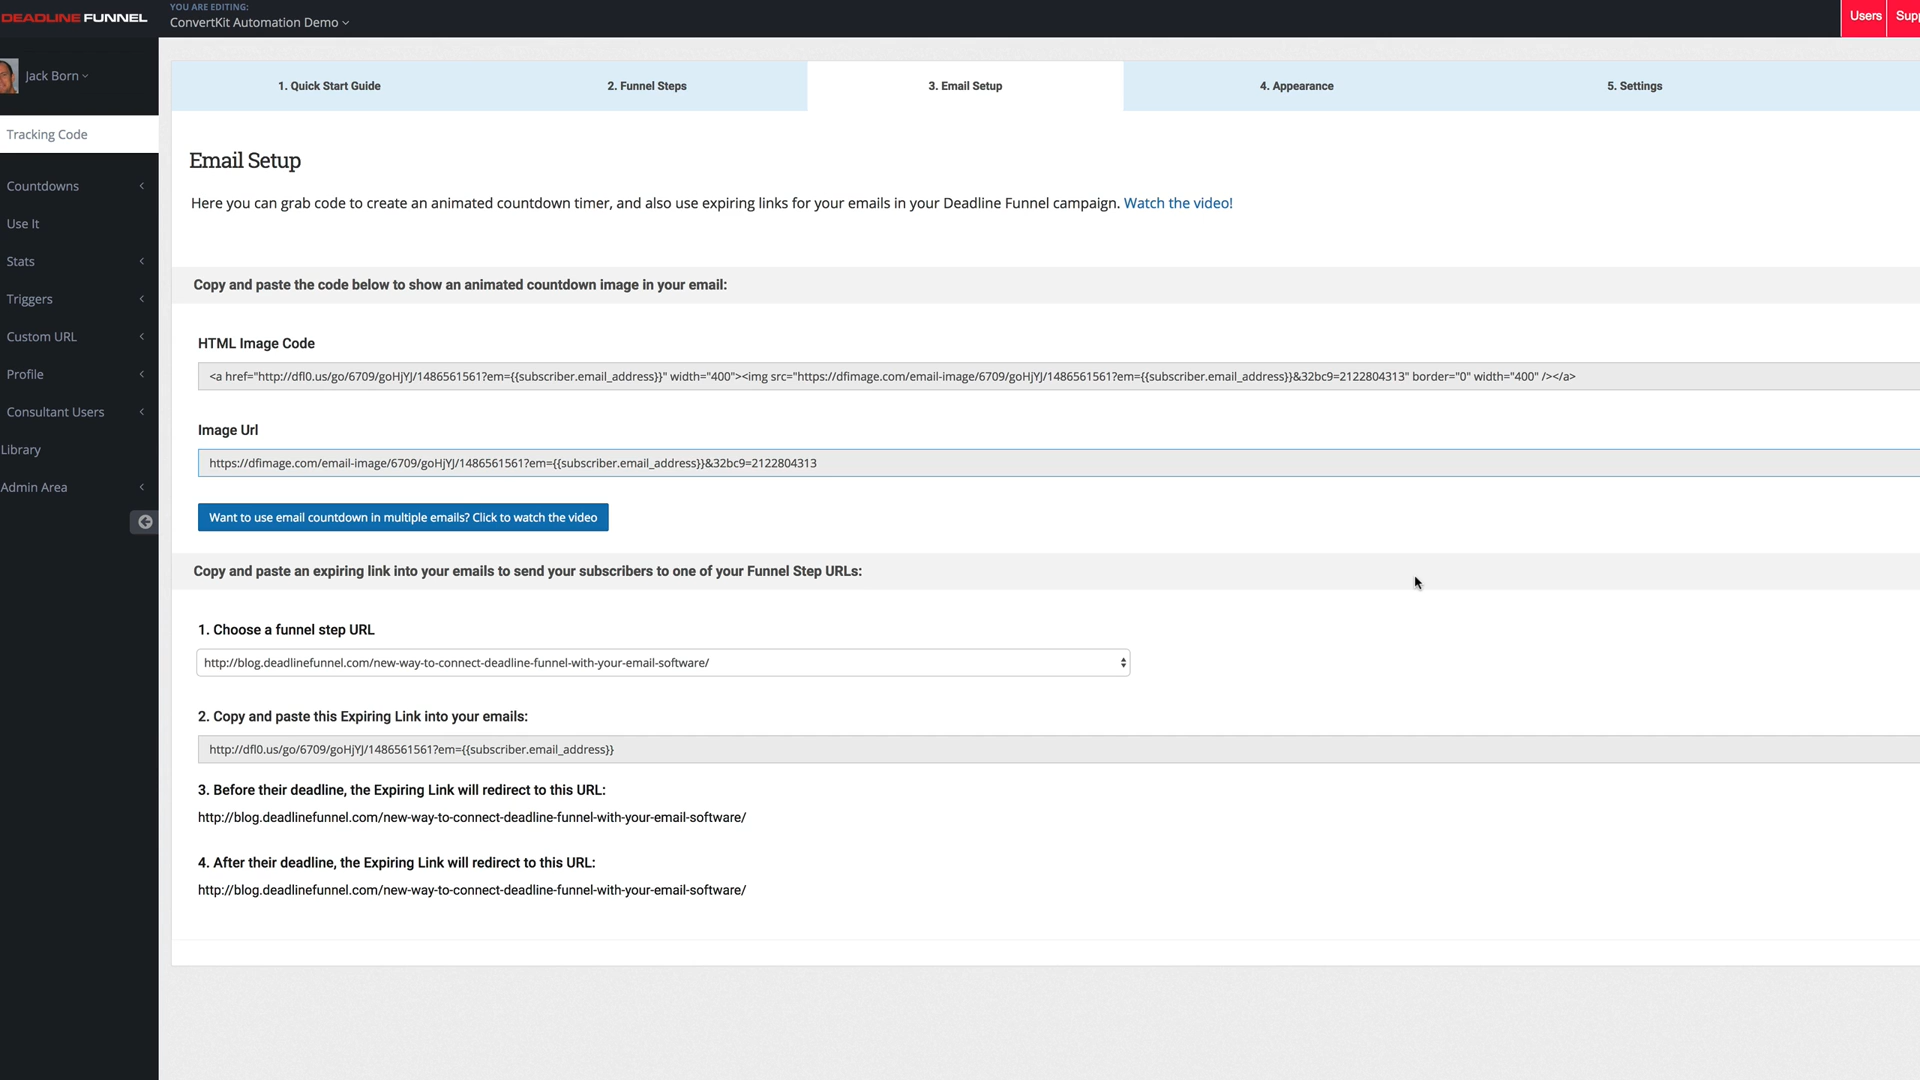 DEADLINE FUNNEL
YOU ARE EDITING:
ConvertKit Automation Demo
Users
Jack Born
Tracking Code
Countdowns
Use It
Stats
Triggers
Custom URL
Profile
Consultant Users
Library
Admin Area
1. Quick Start Guide
2. Funnel Steps
3. Email Setup
4. Appearance
5. Settings
Email Setup
Here you can grab code to create an animated countdown timer, and also use expiring links for your emails in your Deadline Funnel campaign. Watch the video!
Copy and paste the code below to show an animated countdown image in your email:
HTML Image Code
<a href="http://dfl0.us/go/6709/goHjYJ/1486561561?em={{subscriber.email_address}}" width="400"><img src="https://dfimage.com/email-image/6709/goHjYJ/1486561561?em={{subscriber.email_address}}&32bc9=2122804313" border="0" width="400" /></a>
Image Url
https://dfimage.com/email-image/6709/goHjYJ/1486561561?em={{subscriber.email_address}}&32bc9=2122804313
Want to use email countdown in multiple emails? Click to watch the video
Copy and paste an expiring link into your emails to send your subscribers to one of your Funnel Step URLs:
1. Choose a funnel step URL
http://blog.deadlinefunnel.com/new-way-to-connect-deadline-funnel-with-your-email-software/
2. Copy and paste this Expiring Link into your emails:
http://dfl0.us/go/6709/goHjYJ/1486561561?em={{subscriber.email_address}}
3. Before their deadline, the Expiring Link will redirect to this URL:
http://blog.deadlinefunnel.com/new-way-to-connect-deadline-funnel-with-your-email-software/
4. After their deadline, the Expiring Link will redirect to this URL:
http://blog.deadlinefunnel.com/new-way-to-connect-deadline-funnel-with-your-email-software/